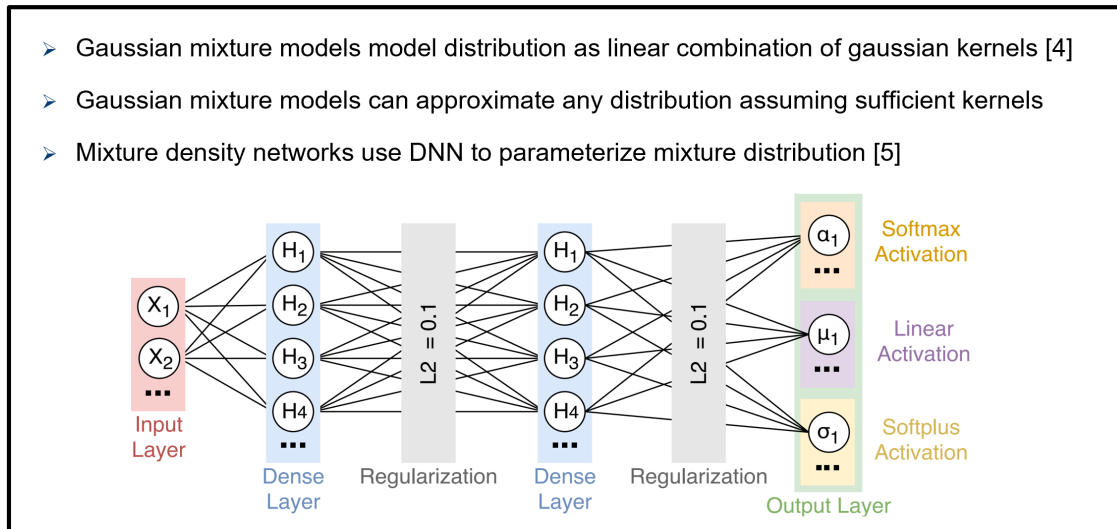 ➢ Gaussian mixture models model distribution as linear combination of gaussian kernels [4]
➢ Gaussian mixture models can approximate any distribution assuming sufficient kernels
➢ Mixture density networks use DNN to parameterize mixture distribution [5]
X1
X2
...
Input
Layer
H1
H2
H3
H4
...
Dense
Layer
L2 = 0.1
Regularization
H1
H2
H3
H4
...
Dense
Layer
L2 = 0.1
Regularization
α1
...
μ1
...
σ1
...
Output Layer
Softmax
Activation
Linear
Activation
Softplus
Activation